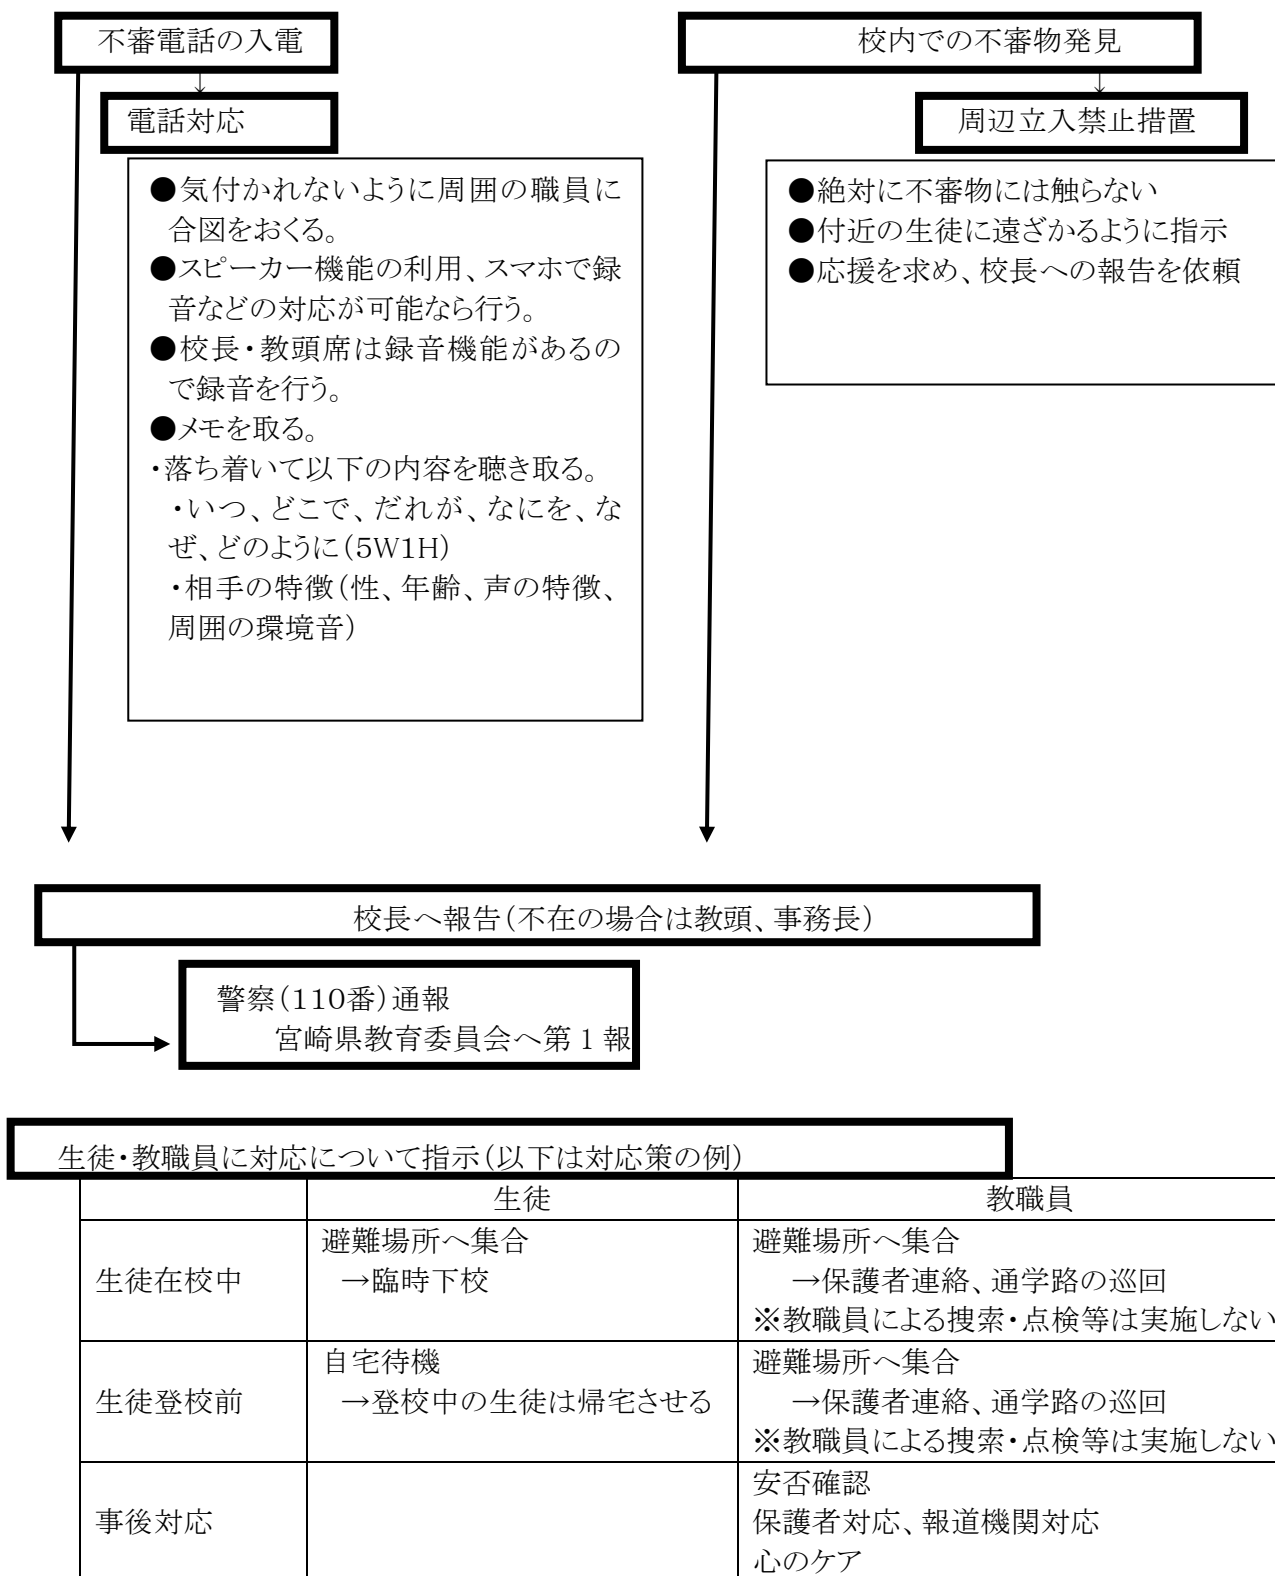 不審電話の入電
電話対応
●気付かれないように周囲の職員に
合図をおくる。
●スピーカー機能の利用、スマホで録
音などの対応が可能なら行う。
●校長・教頭席は録音機能があるの
で録音を行う。
●メモを取る。
・落ち着いて以下の内容を聴き取る。
・いつ、どこで、だれが、なにを、な
ぜ、どのように(5W1H)
・相手の特徴(性、年齢、声の特徴、
周囲の環境音)
校内での不審物発見
周辺立入禁止措置
●絶対に不審物には触らない
●付近の生徒に遠ざかるように指示
●応援を求め、校長への報告を依頼
校長へ報告(不在の場合は教頭、事務長)
警察(110番)通報
宮崎県教育委員会へ第1報
生徒・教職員に対応について指示(以下は対応策の例)
生徒 教職員
生徒在校中
避難場所へ集合
→臨時下校
避難場所へ集合
→保護者連絡、通学路の巡回
※教職員による捜索・点検等は実施しない
生徒登校前
自宅待機
→登校中の生徒は帰宅させる
避難場所へ集合
→保護者連絡、通学路の巡回
※教職員による捜索・点検等は実施しない
事後対応
安否確認
保護者対応、報道機関対応
心のケア